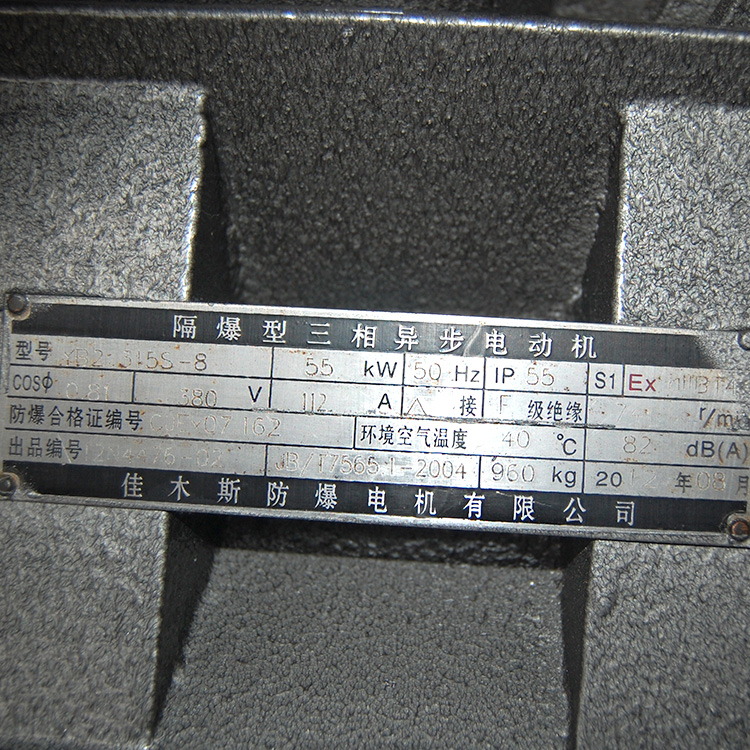 隔爆型三相异步电动机
型号 YB2-315S-8 55 kW 50 Hz IP 55 S1 Ex
COSΦ 0.81 380 V 112 A △ 接 F 级绝缘 r/m
防爆合格证编号 07162 环境空气温度 40 ℃ 82 dB(A)
出品编号 JB/T7565.1-2004 960 kg 20 年 08 月
佳木斯防爆电机有限公司